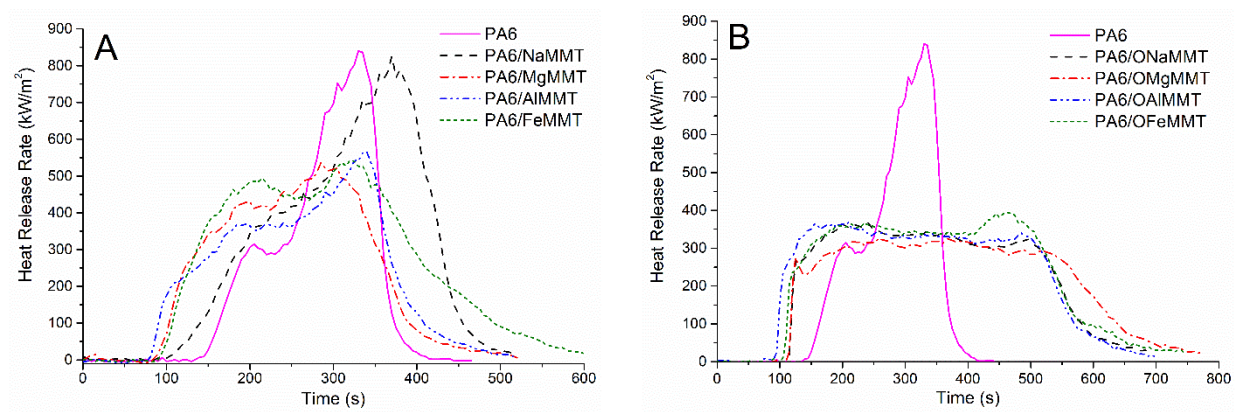 A
PA6
PA6/NaMMT
PA6/MgMMT
PA6/AlMMT
PA6/FeMMT
900
800
700
600
500
400
300
200
100
0
Heat Release Rate (kW/m²)
0 100 200 300 400 500 600
Time (s)
B
PA6
PA6/ONaMMT
PA6/OMgMMT
PA6/OAlMMT
PA6/OFeMMT
900
800
700
600
500
400
300
200
100
0
Heat Release Rate (kW/m²)
0 100 200 300 400 500 600 700 800
Time (s)